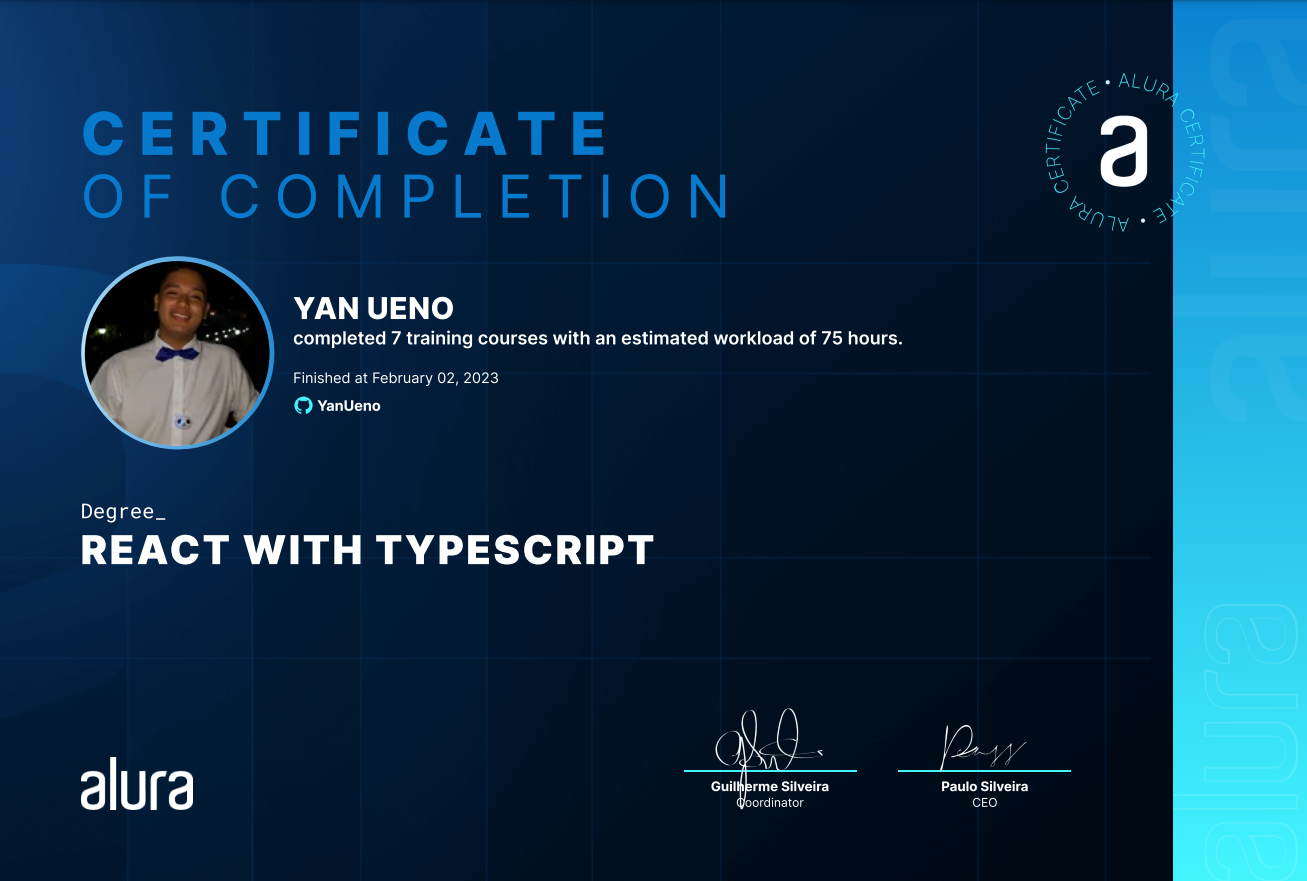 CERTIFICATE
OF COMPLETION
ALURA CERTIFICATE • ALURA CERTIFICATE •
a
YAN UENO
completed 7 training courses with an estimated workload of 75 hours.
Finished at February 02, 2023
YanUeno
Degree_
REACT WITH TYPESCRIPT
alura
Guilherme Silveira
Coordinator
Paulo Silveira
CEO
alura
alura